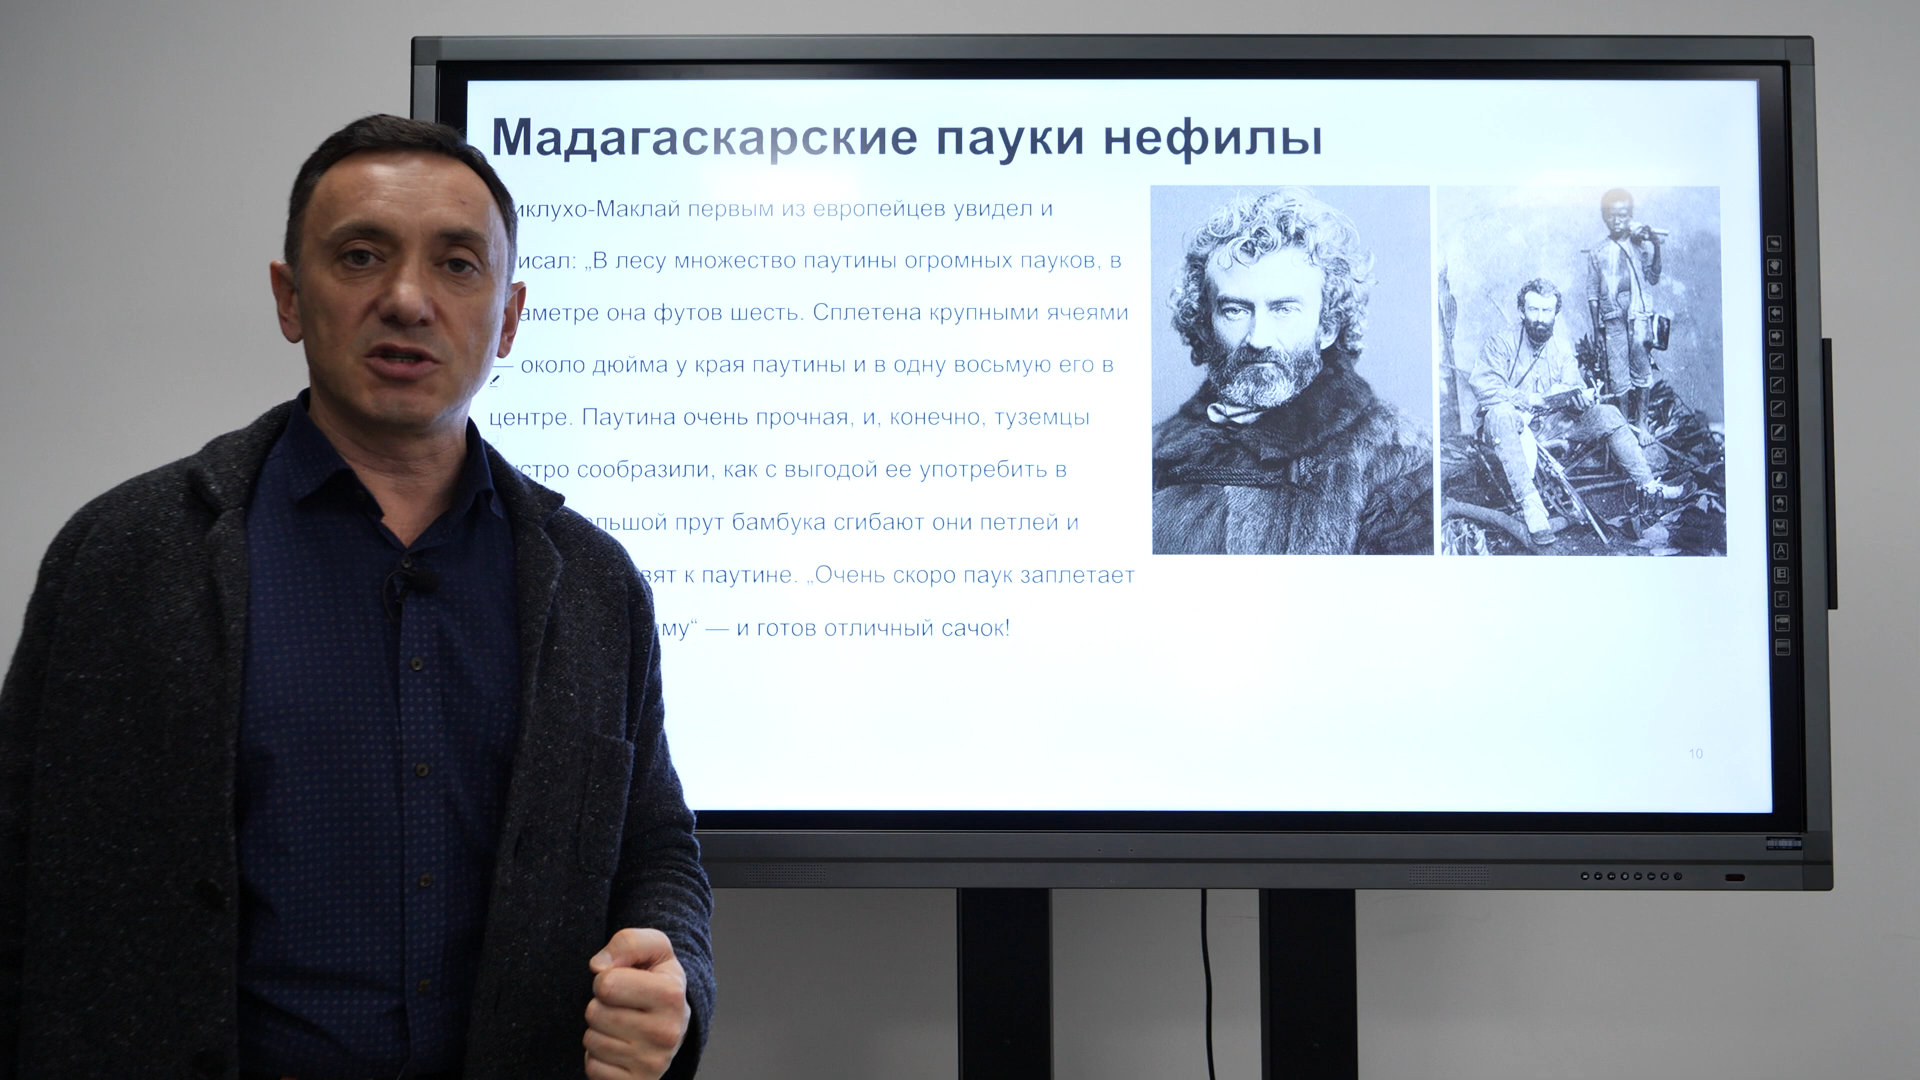 Мадагаскарские пауки нефилы
иклухо-Маклай первым из европейцев увидел и
исал: „В лесу множество паутины огромных пауков, в
аметре она футов шесть. Сплетена крупными ячеями
— около дюйма у края паутины и в одну восьмую его в
центре. Паутина очень прочная, и, конечно, туземцы
стро сообразили, как с выгодой ее употребить в
льшой прут бамбука сгибают они петлей и
вят к паутине. „Очень скоро паук заплетает
му“ — и готов отличный сачок!
10